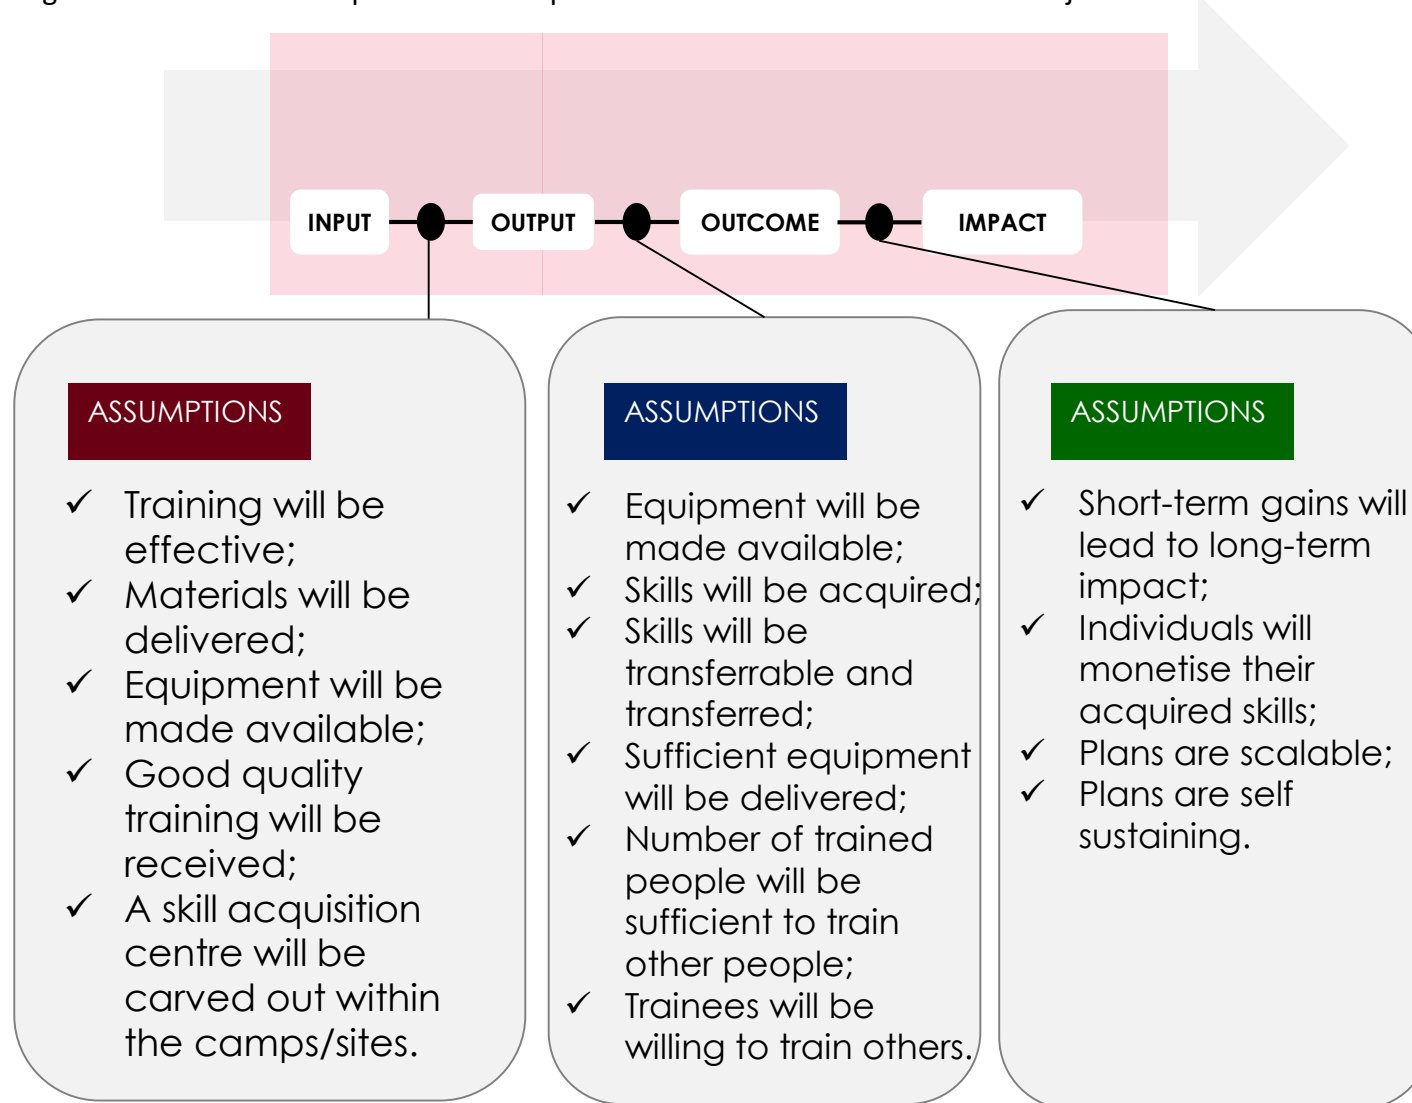 INPUT
OUTPUT
OUTCOME
IMPACT
ASSUMPTIONS
✓ Training will be
effective;
✓ Materials will be
delivered;
✓ Equipment will be
made available;
✓ Good quality
training will be
received;
✓ A skill acquisition
centre will be
carved out within
the camps/sites.
ASSUMPTIONS
✓ Equipment will be
made available;
✓ Skills will be acquired;
✓ Skills will be
transferrable and
transferred;
✓ Sufficient equipment
will be delivered;
✓ Number of trained
people will be
sufficient to train
other people;
✓ Trainees will be
willing to train others.
ASSUMPTIONS
✓ Short-term gains will
lead to long-term
impact;
✓ Individuals will
monetise their
acquired skills;
✓ Plans are scalable;
✓ Plans are self
sustaining.